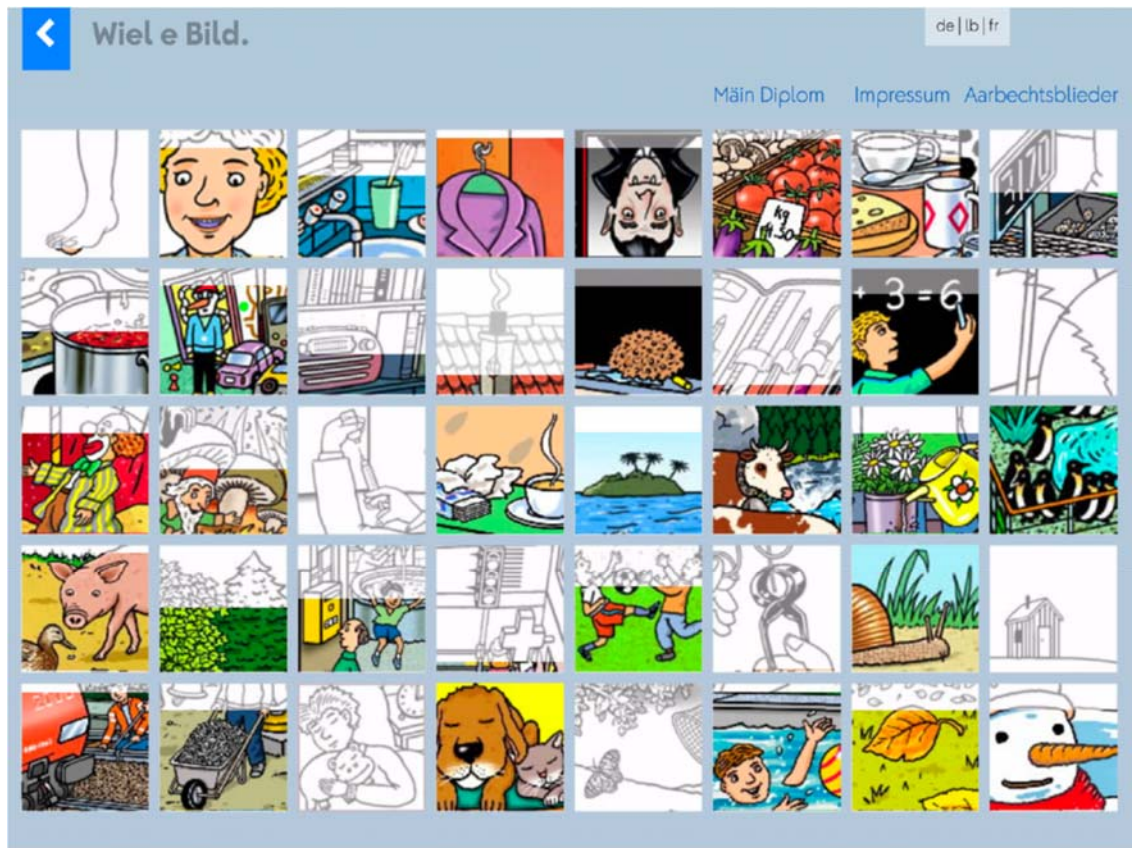 Wiel e Bild.
de|lb|fr
Mäin Diplom Impressum Aarbechtsblieder
kg
+ 3 = 6